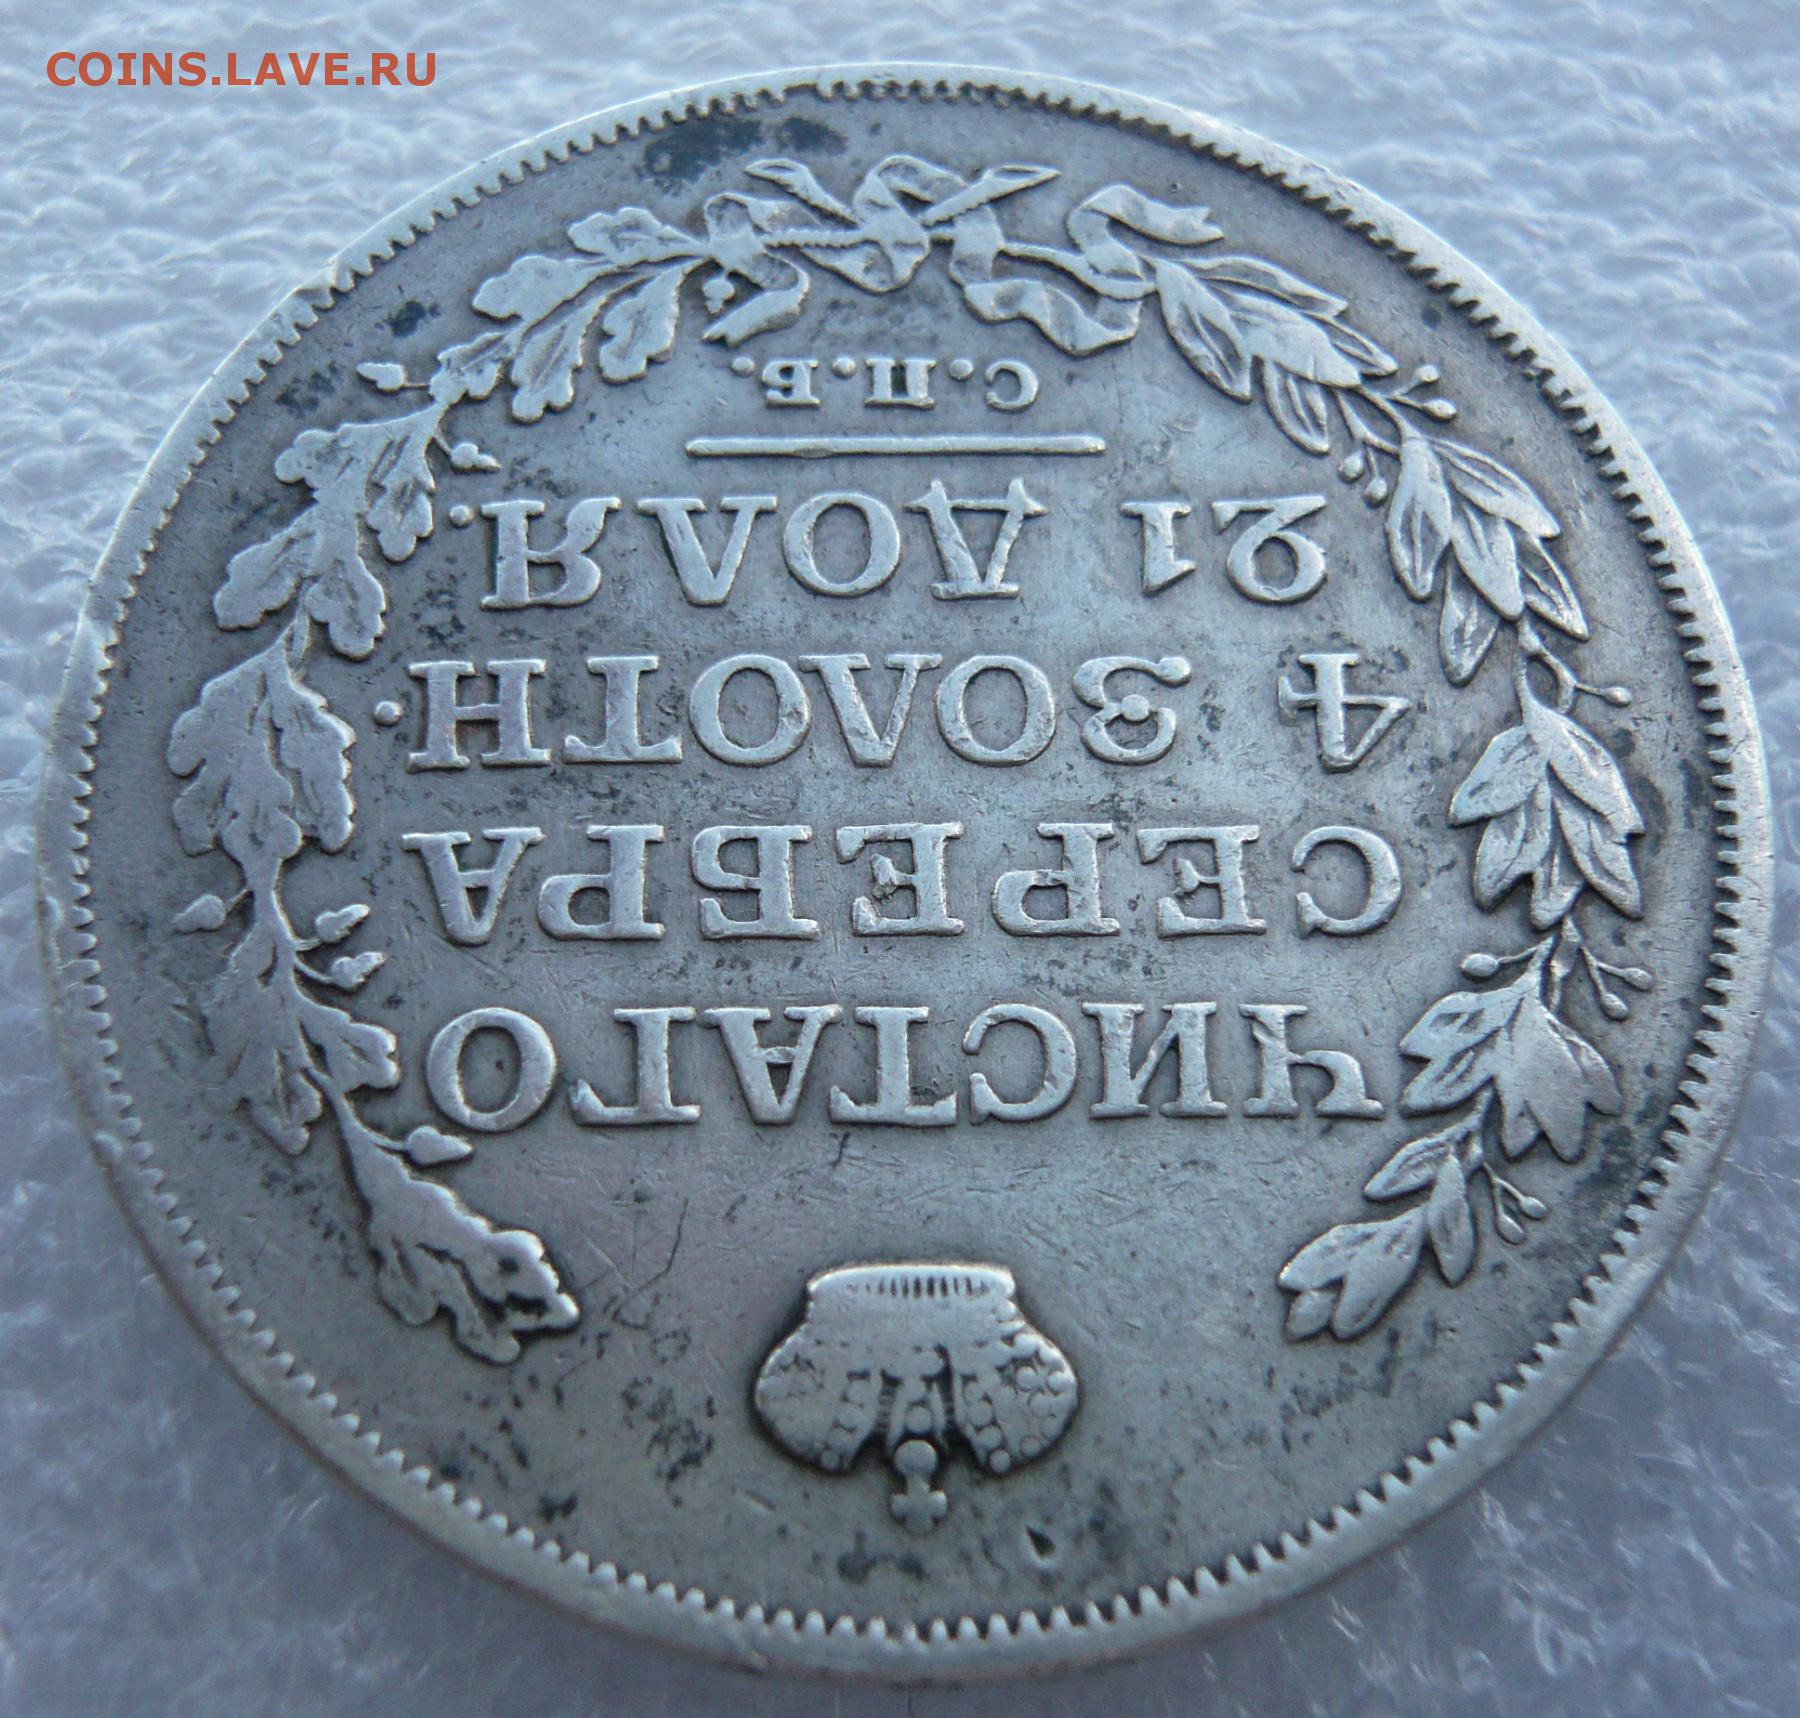 COINS.LAVE.RU
ЧИСТАГО
СЕРЕБРА
4 ЗОЛОТН.
21 ДОЛЯ.
С.П.Б.